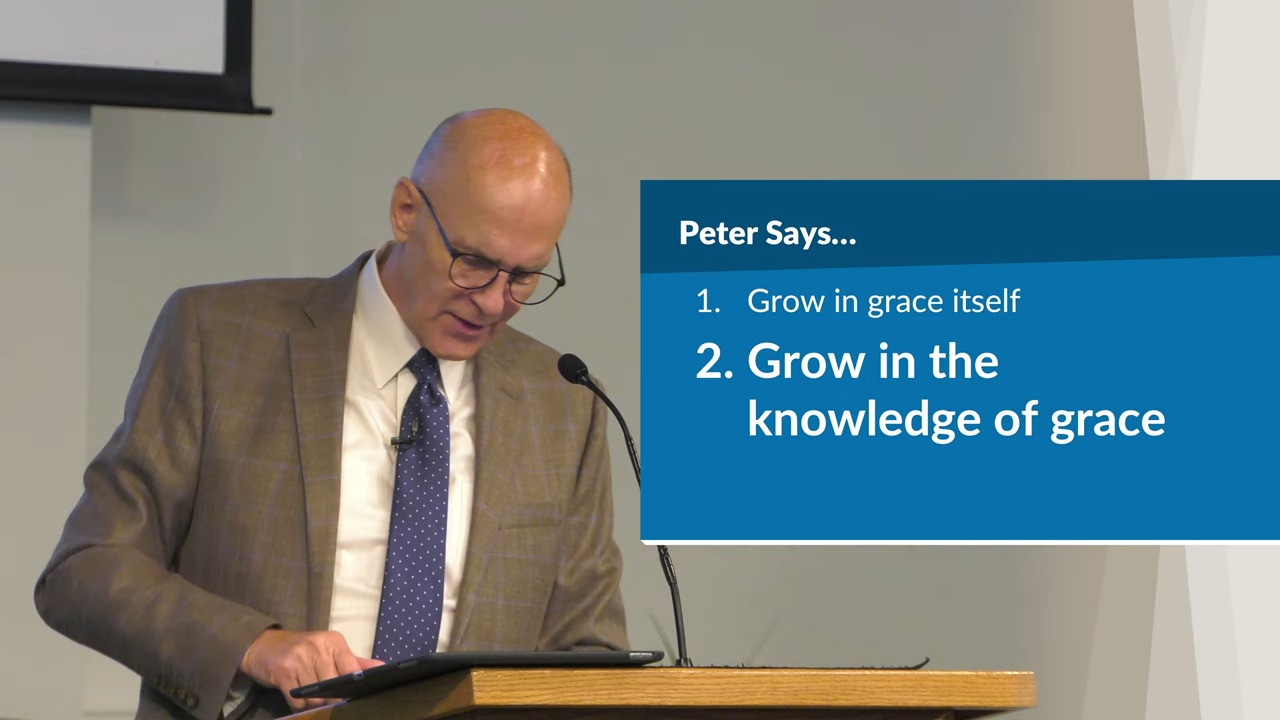 Peter Says...
1. Grow in grace itself
2. Grow in the
knowledge of grace